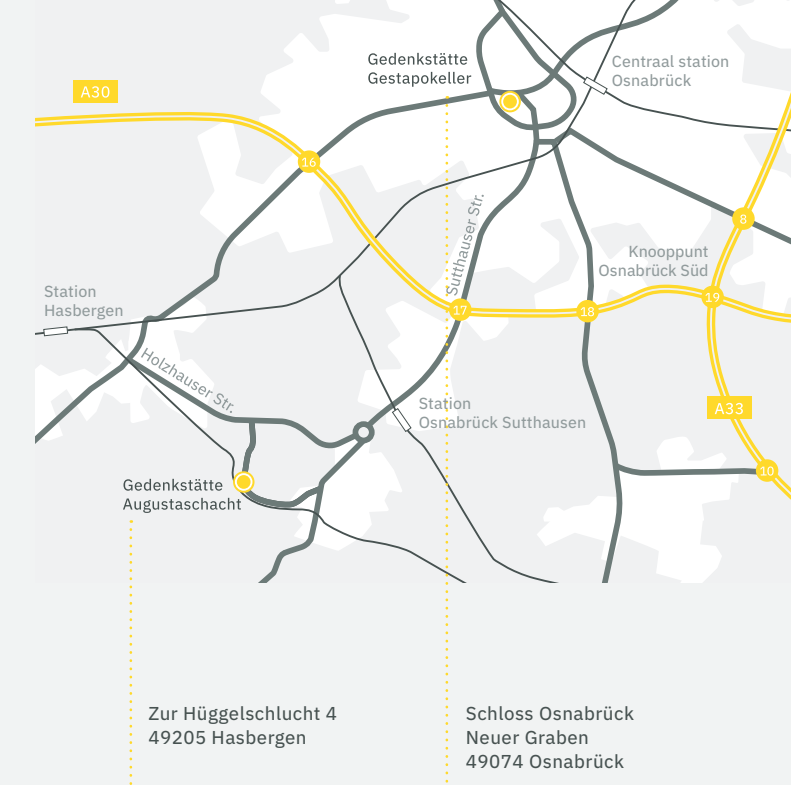 Gedenkstätte
Gestapokeller
Centraal station
Osnabrück
A30
16
8
Sutthauser Str.
Knooppunt
Osnabrück Süd
Station
Hasbergen
19
17
18
Holzhauser Str.
Station
Osnabrück Sutthausen
A33
10
Gedenkstätte
Augustaschacht
Zur Hüggelschlucht 4
49205 Hasbergen
Schloss Osnabrück
Neuer Graben
49074 Osnabrück